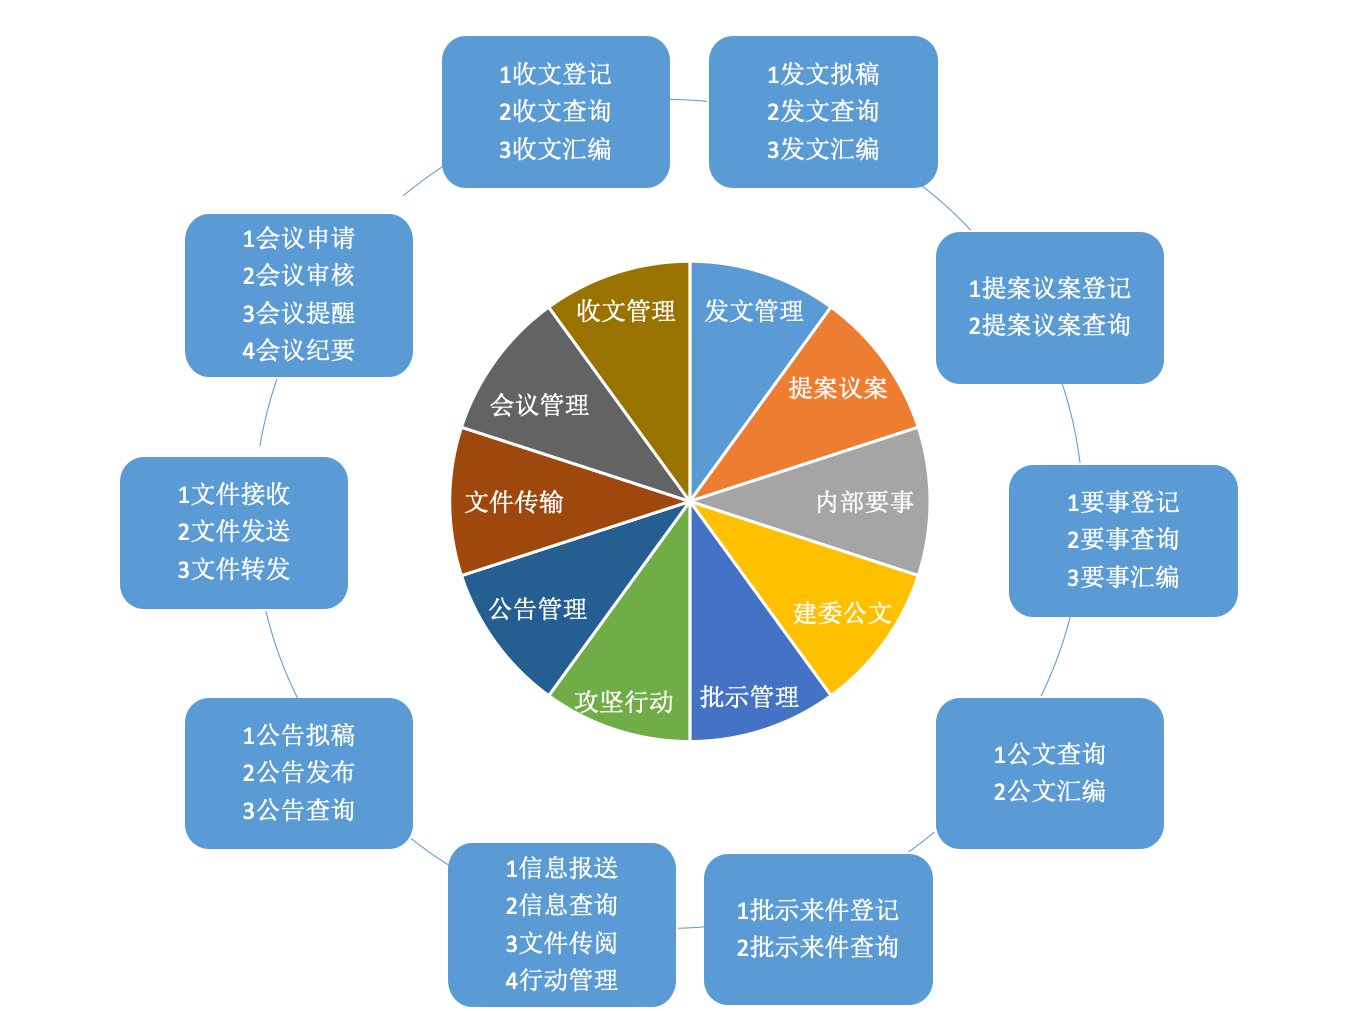 1收文登记
2收文查询
3收文汇编
1发文拟稿
2发文查询
3发文汇编
1会议申请
2会议审核
3会议提醒
4会议纪要
1提案议案登记
2提案议案查询
收文管理
发文管理
会议管理
提案议案
文件传输
内部要事
公告管理
建委公文
攻坚行动
批示管理
1文件接收
2文件发送
3文件转发
1要事登记
2要事查询
3要事汇编
1公告拟稿
2公告发布
3公告查询
1公文查询
2公文汇编
1信息报送
2信息查询
3文件传阅
4行动管理
1批示来件登记
2批示来件查询